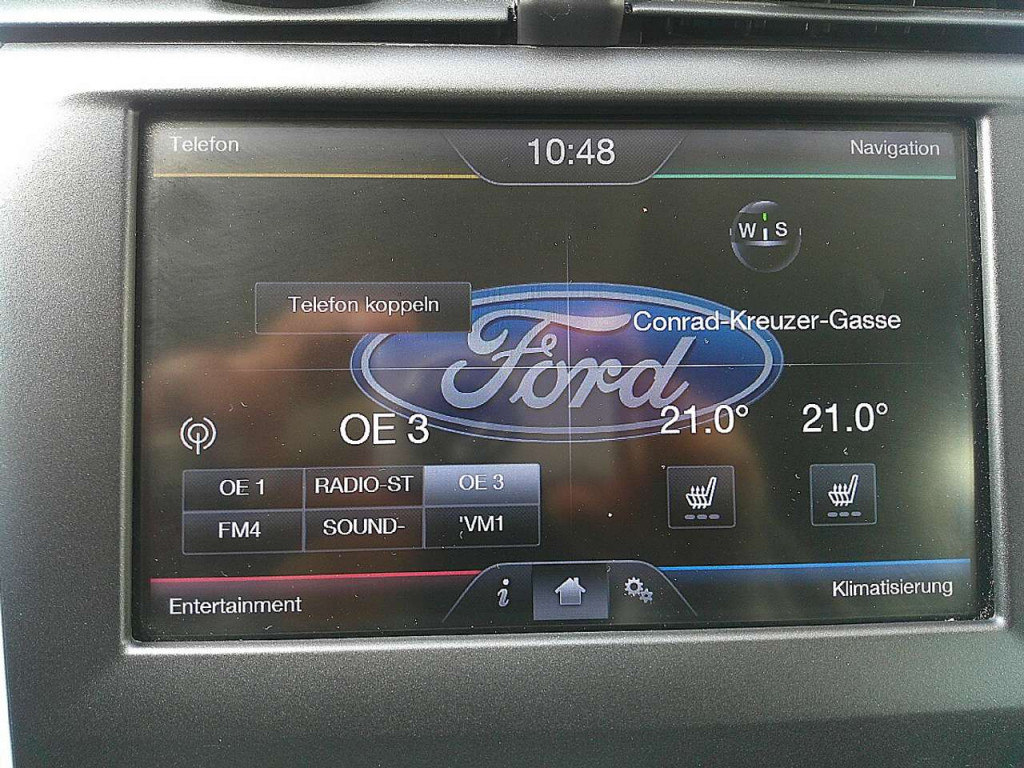 Telefon
10:48
Navigation
W S
Telefon koppeln
Ford
Conrad-Kreuzer-Gasse
OE 3
21.0°
21.0°
OE 1
RADIO-ST
OE 3
FM4
SOUND-
'VM1
i
Entertainment
Klimatisierung